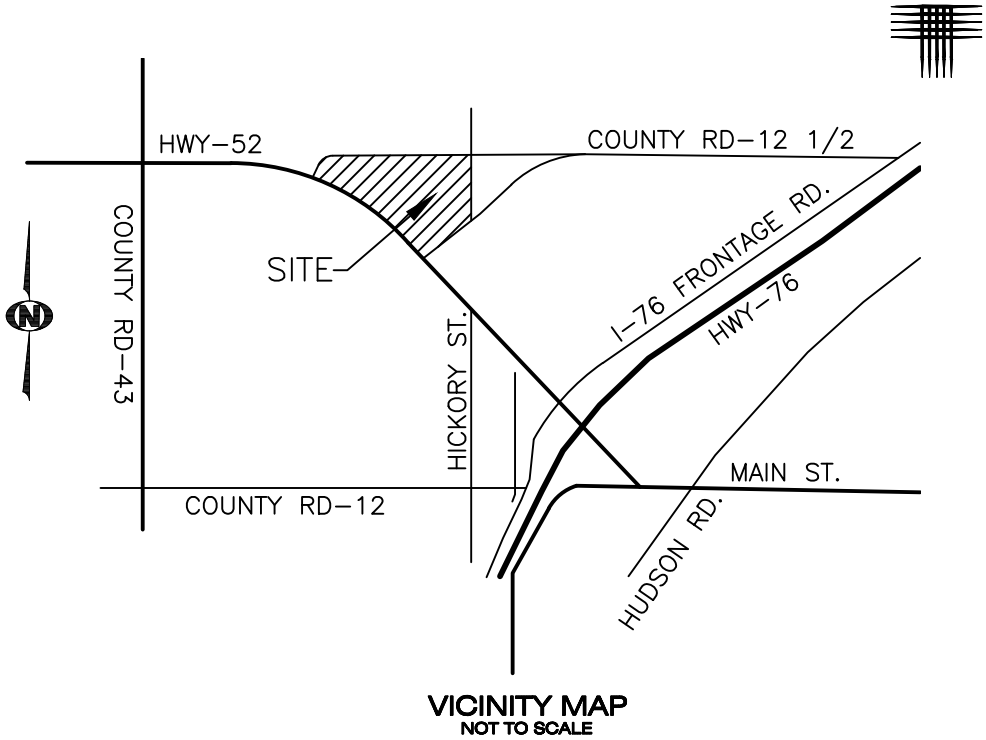 HWY-52
COUNTY RD-12 1/2
COUNTY RD-43
SITE
I-76 FRONTAGE RD.
HWY-76
N
HICKORY ST.
MAIN ST.
COUNTY RD-12
HUDSON RD.
VICINITY MAP
NOT TO SCALE